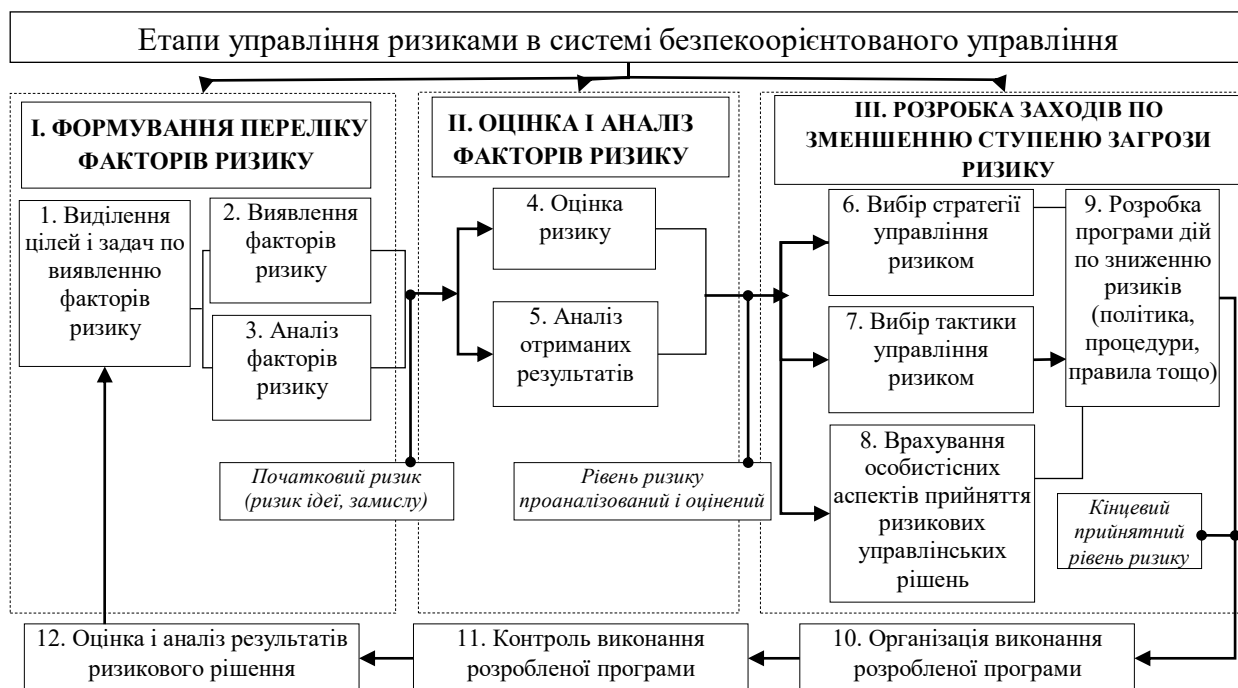 Етапи управління ризиками в системі безпекоорієнтованого управління
І. ФОРМУВАННЯ ПЕРЕЛІКУ
ФАКТОРІВ РИЗИКУ
1. Виділення
цілей і задач по
виявленню
факторів
ризику
2. Виявлення
факторів
ризику
3. Аналіз
факторів
ризику
Початковий ризик
(ризик ідеї, замислу)
ІІ. ОЦІНКА І АНАЛІЗ
ФАКТОРІВ РИЗИКУ
4. Оцінка
ризику
5. Аналіз
отриманих
результатів
Рівень ризику
проаналізований і оцінений
ІІІ. РОЗРОБКА ЗАХОДІВ ПО
ЗМЕНШЕННЮ СТУПЕНЮ ЗАГРОЗИ
РИЗИКУ
6. Вибір стратегії
управління
ризиком
7. Вибір тактики
управління
ризиком
8. Врахування
особистісних
аспектів прийняття
ризикових
управлінських
рішень
9. Розробка
програми дій
по зниженню
ризиків
(політика,
процедури,
правила тощо)
Кінцевий
прийнятний
рівень ризику
10. Організація виконання
розробленої програми
11. Контроль виконання
розробленої програми
12. Оцінка і аналіз результатів
ризикового рішення